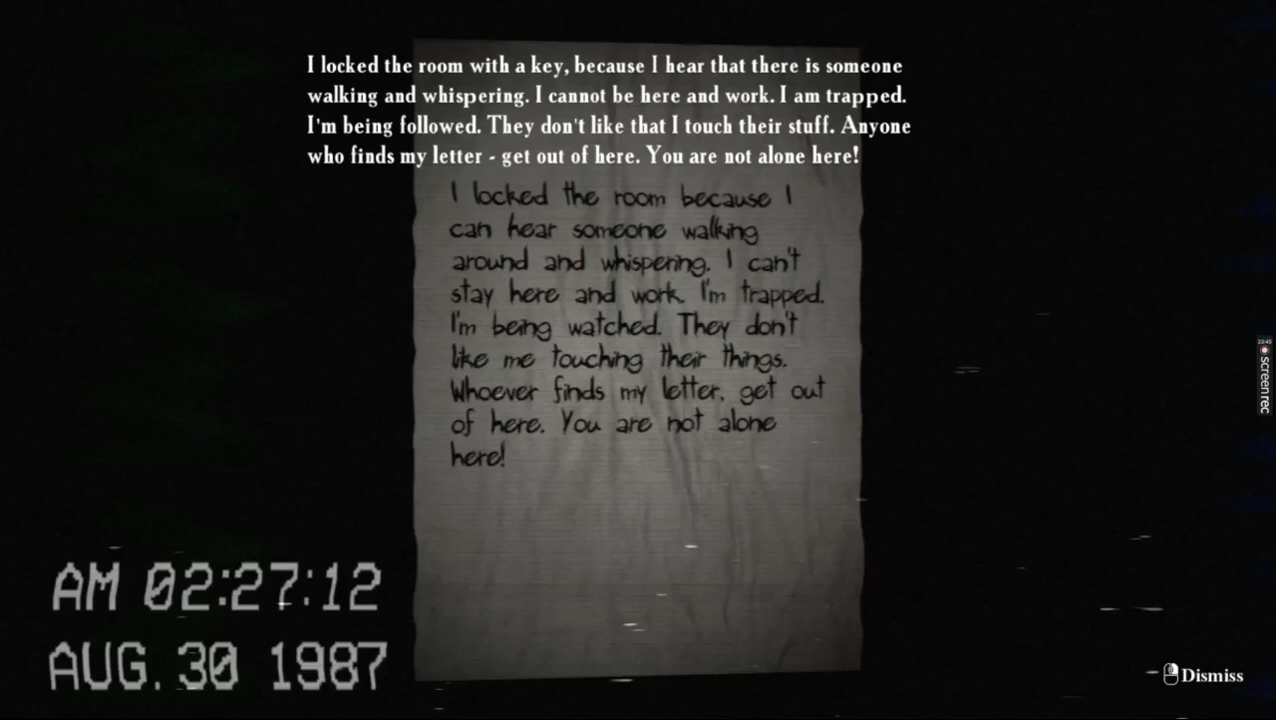 I locked the room with a key, because I hear that there is someone
walking and whispering. I cannot be here and work. I am trapped.
I'm being followed. They don't like that I touch their stuff. Anyone
who finds my letter - get out of here. You are not alone here!
I locked the room because I
can hear someone walking
around and whispering. I can't
stay here and work. I'm trapped.
I'm being watched. They don't
like me touching their things.
Whoever finds my letter, get out
of here. You are not alone
here!
23:45
screenrec
AM 02:27:12
AUG. 30 1987
Dismiss